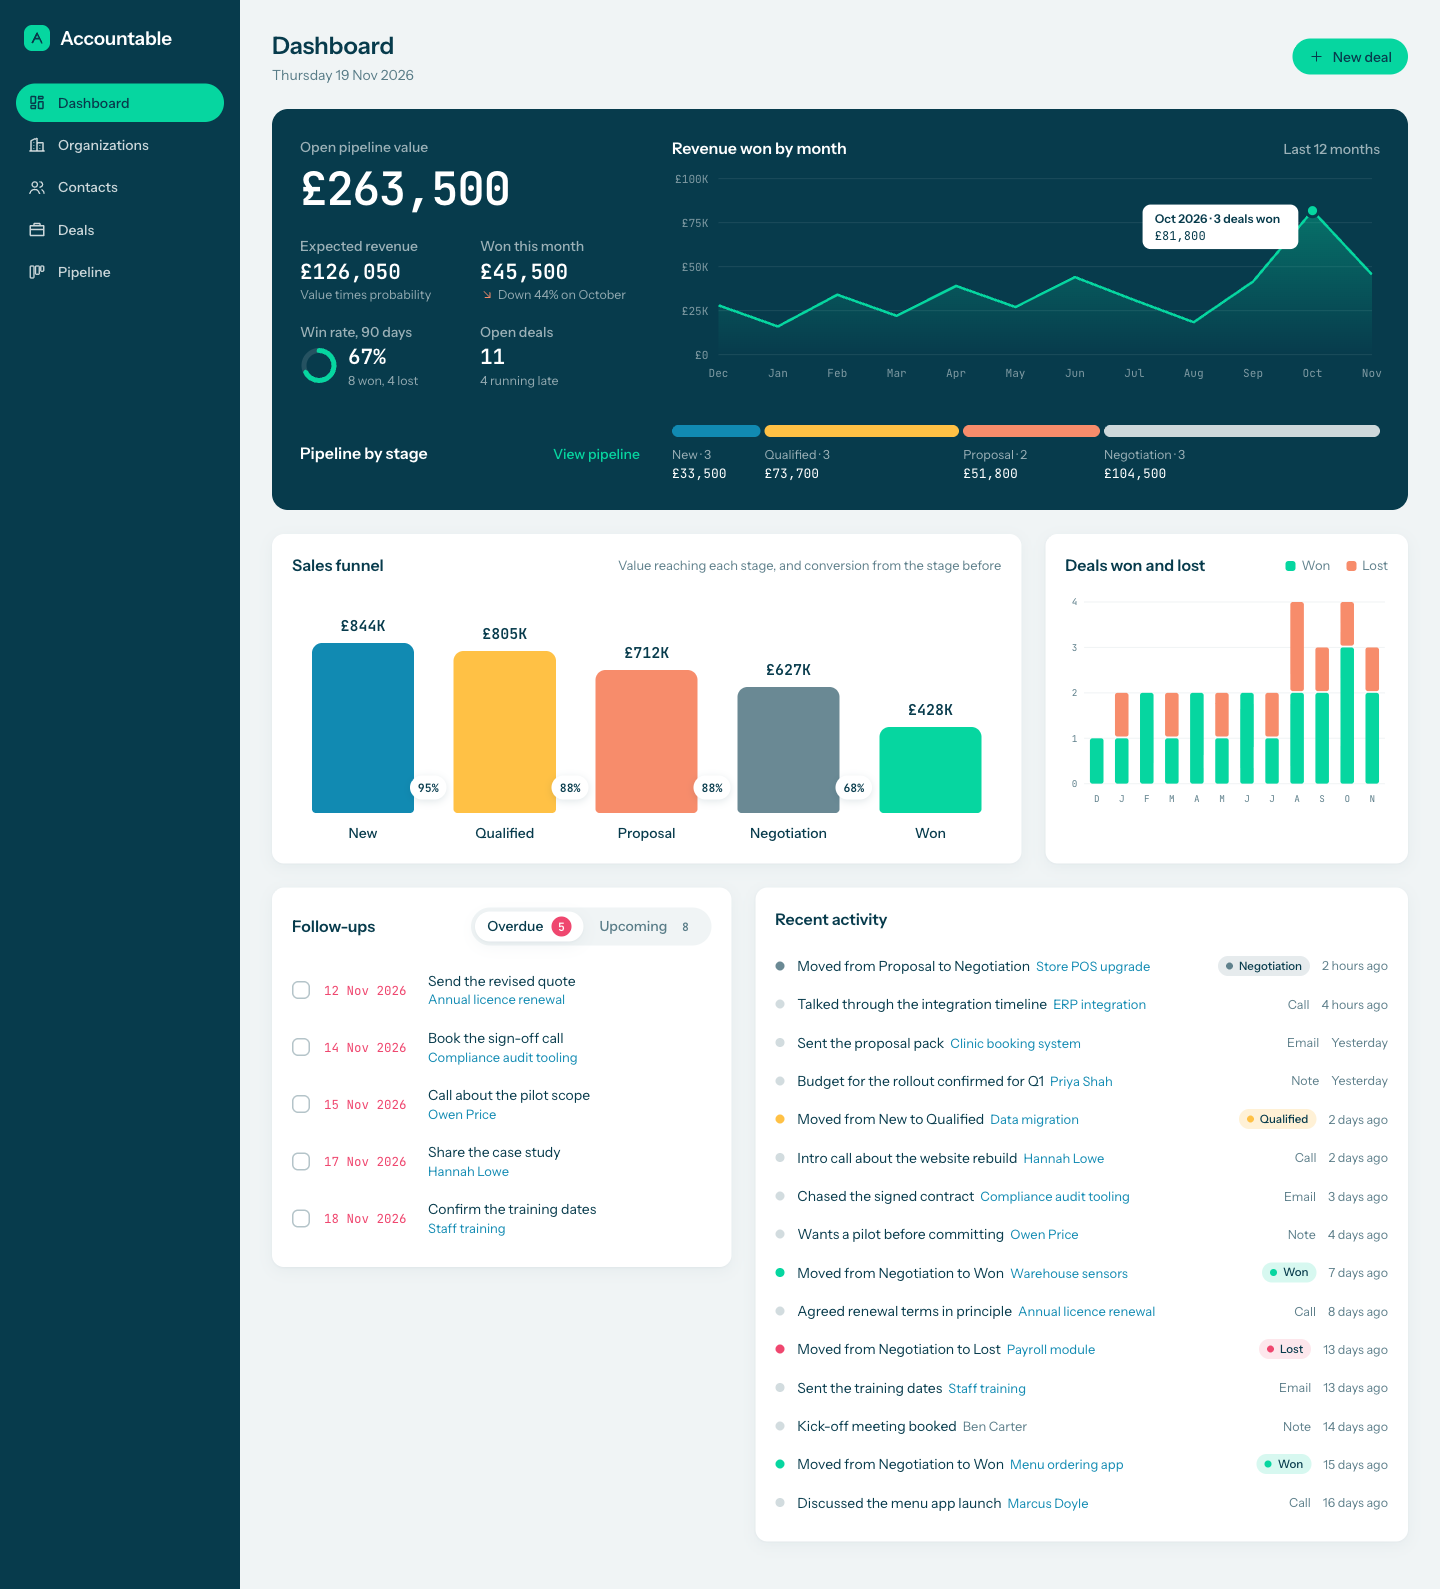 Accountable
Dashboard
Organizations
Contacts
Deals
Pipeline
Dashboard
Thursday 19 Nov 2026
New deal
Open pipeline value
£263,500
Expected revenue
£126,050
Value times probability
Won this month
£45,500
Down 44% on October
Win rate, 90 days
67%
8 won, 4 lost
Open deals
11
4 running late
Revenue won by month
Last 12 months
£100K
£75K
£50K
£25K
£0
Oct 2026 · 3 deals won
£81,800
Dec Jan Feb Mar Apr May Jun Jul Aug Sep Oct Nov
Pipeline by stage
View pipeline
New · 3
£33,500
Qualified · 3
£73,700
Proposal · 2
£51,800
Negotiation · 3
£104,500
Sales funnel
Value reaching each stage, and conversion from the stage before
£844K
£805K
£712K
£627K
£428K
95%
88%
88%
68%
New
Qualified
Proposal
Negotiation
Won
Deals won and lost
Won
Lost
4
3
2
1
0
D J F M A M J J A S O N
Follow-ups
Overdue 5
Upcoming 8
12 Nov 2026
Send the revised quote
Annual licence renewal
14 Nov 2026
Book the sign-off call
Compliance audit tooling
15 Nov 2026
Call about the pilot scope
Owen Price
17 Nov 2026
Share the case study
Hannah Lowe
18 Nov 2026
Confirm the training dates
Staff training
Recent activity
Moved from Proposal to Negotiation Store POS upgrade Negotiation 2 hours ago
Talked through the integration timeline ERP integration Call 4 hours ago
Sent the proposal pack Clinic booking system Email Yesterday
Budget for the rollout confirmed for Q1 Priya Shah Note Yesterday
Moved from New to Qualified Data migration Qualified 2 days ago
Intro call about the website rebuild Hannah Lowe Call 2 days ago
Chased the signed contract Compliance audit tooling Email 3 days ago
Wants a pilot before committing Owen Price Note 4 days ago
Moved from Negotiation to Won Warehouse sensors Won 7 days ago
Agreed renewal terms in principle Annual licence renewal Call 8 days ago
Moved from Negotiation to Lost Payroll module Lost 13 days ago
Sent the training dates Staff training Email 13 days ago
Kick-off meeting booked Ben Carter Note 14 days ago
Moved from Negotiation to Won Menu ordering app Won 15 days ago
Discussed the menu app launch Marcus Doyle Call 16 days ago